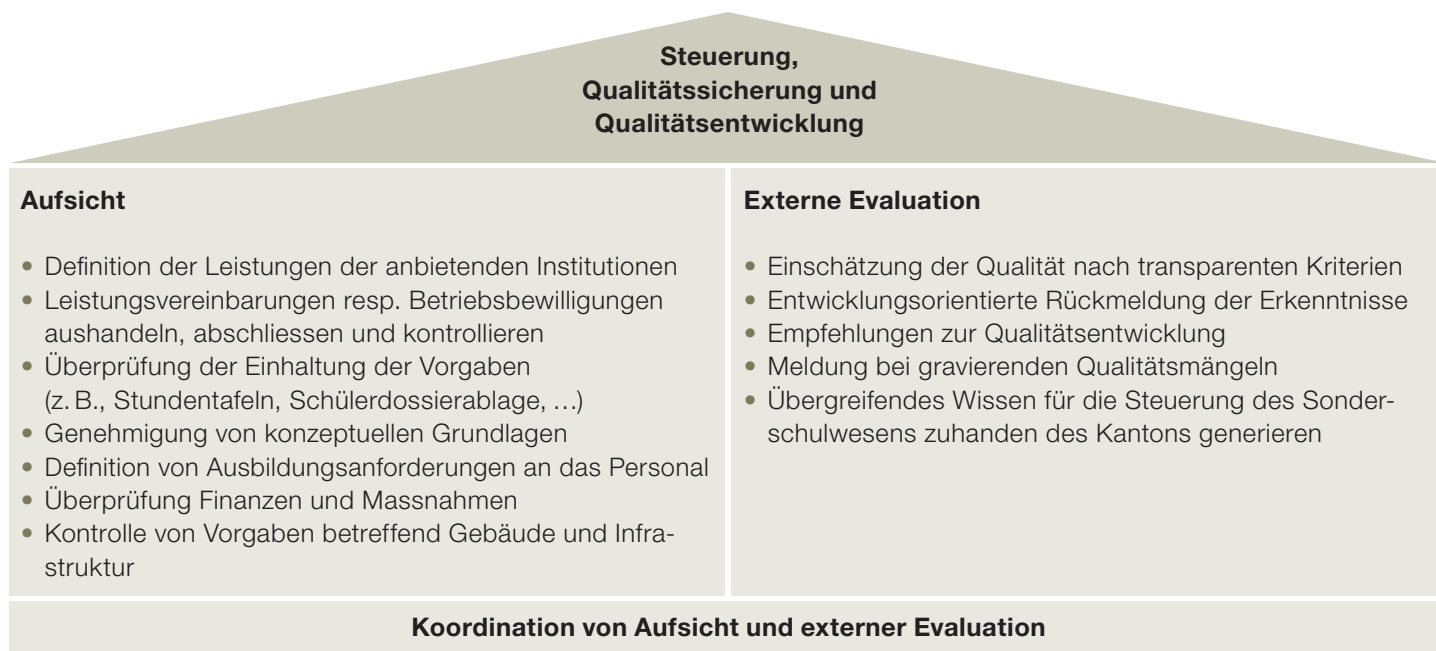 Steuerung,
Qualitätssicherung und
Qualitätsentwicklung
Aufsicht
• Definition der Leistungen der anbietenden Institutionen
• Leistungsvereinbarungen resp. Betriebsbewilligungen
aushandeln, abschliessen und kontrollieren
• Überprüfung der Einhaltung der Vorgaben
(z. B., Stundentafeln, Schülerdossierablage, …)
• Genehmigung von konzeptuellen Grundlagen
• Definition von Ausbildungsanforderungen an das Personal
• Überprüfung Finanzen und Massnahmen
• Kontrolle von Vorgaben betreffend Gebäude und Infra-
struktur
Externe Evaluation
• Einschätzung der Qualität nach transparenten Kriterien
• Entwicklungsorientierte Rückmeldung der Erkenntnisse
• Empfehlungen zur Qualitätsentwicklung
• Meldung bei gravierenden Qualitätsmängeln
• Übergreifendes Wissen für die Steuerung des Sonder-
schulwesens zuhanden des Kantons generieren
Koordination von Aufsicht und externer Evaluation